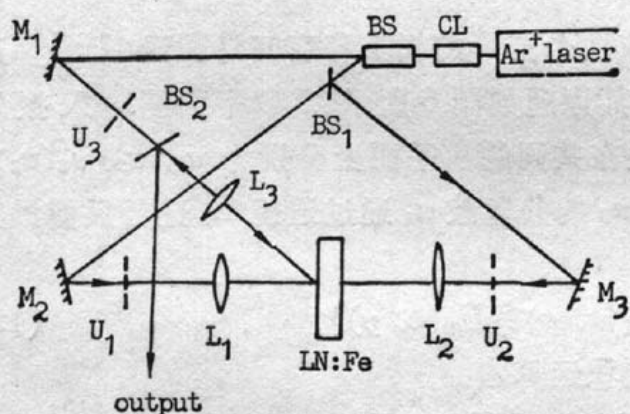 M1
BS
CL
Ar+ laser
BS2
U3
BS1
L3
M2
U1
L1
LN:Fe
L2
U2
M3
output